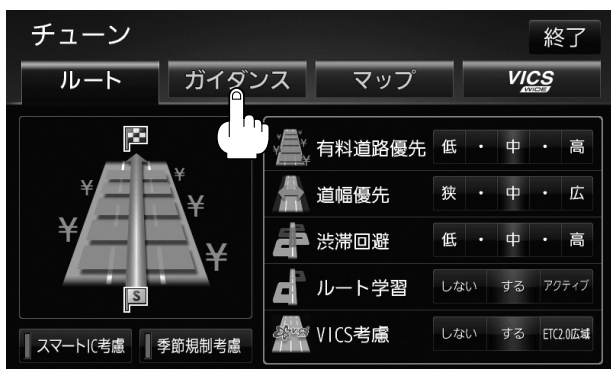 チューン
終了
ルート ガイダンス マップ VICS WIDE
有料道路優先 低 ・ 中 ・ 高
道幅優先 狭 ・ 中 ・ 広
渋滞回避 低 ・ 中 ・ 高
ルート学習 しない する アクティブ
VICS考慮 しない する ETC2.0広域
¥ ¥
¥ ¥
S
スマートIC考慮 季節規制考慮